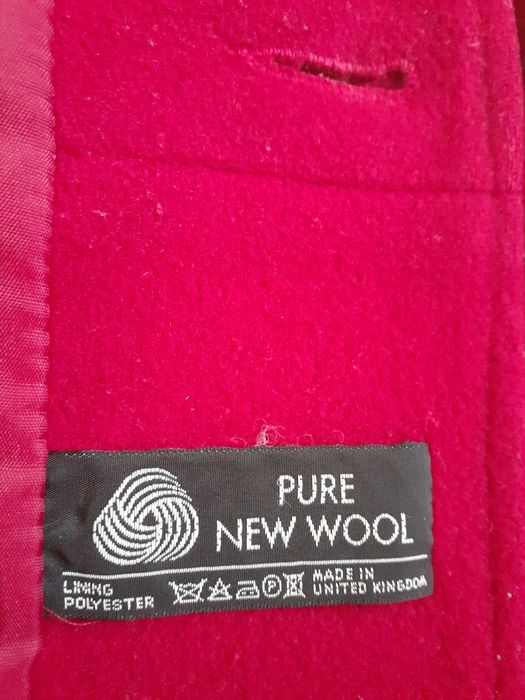 PURE
NEW WOOL
LINING
POLYESTER
P
MADE IN
UNITED KINGDOM